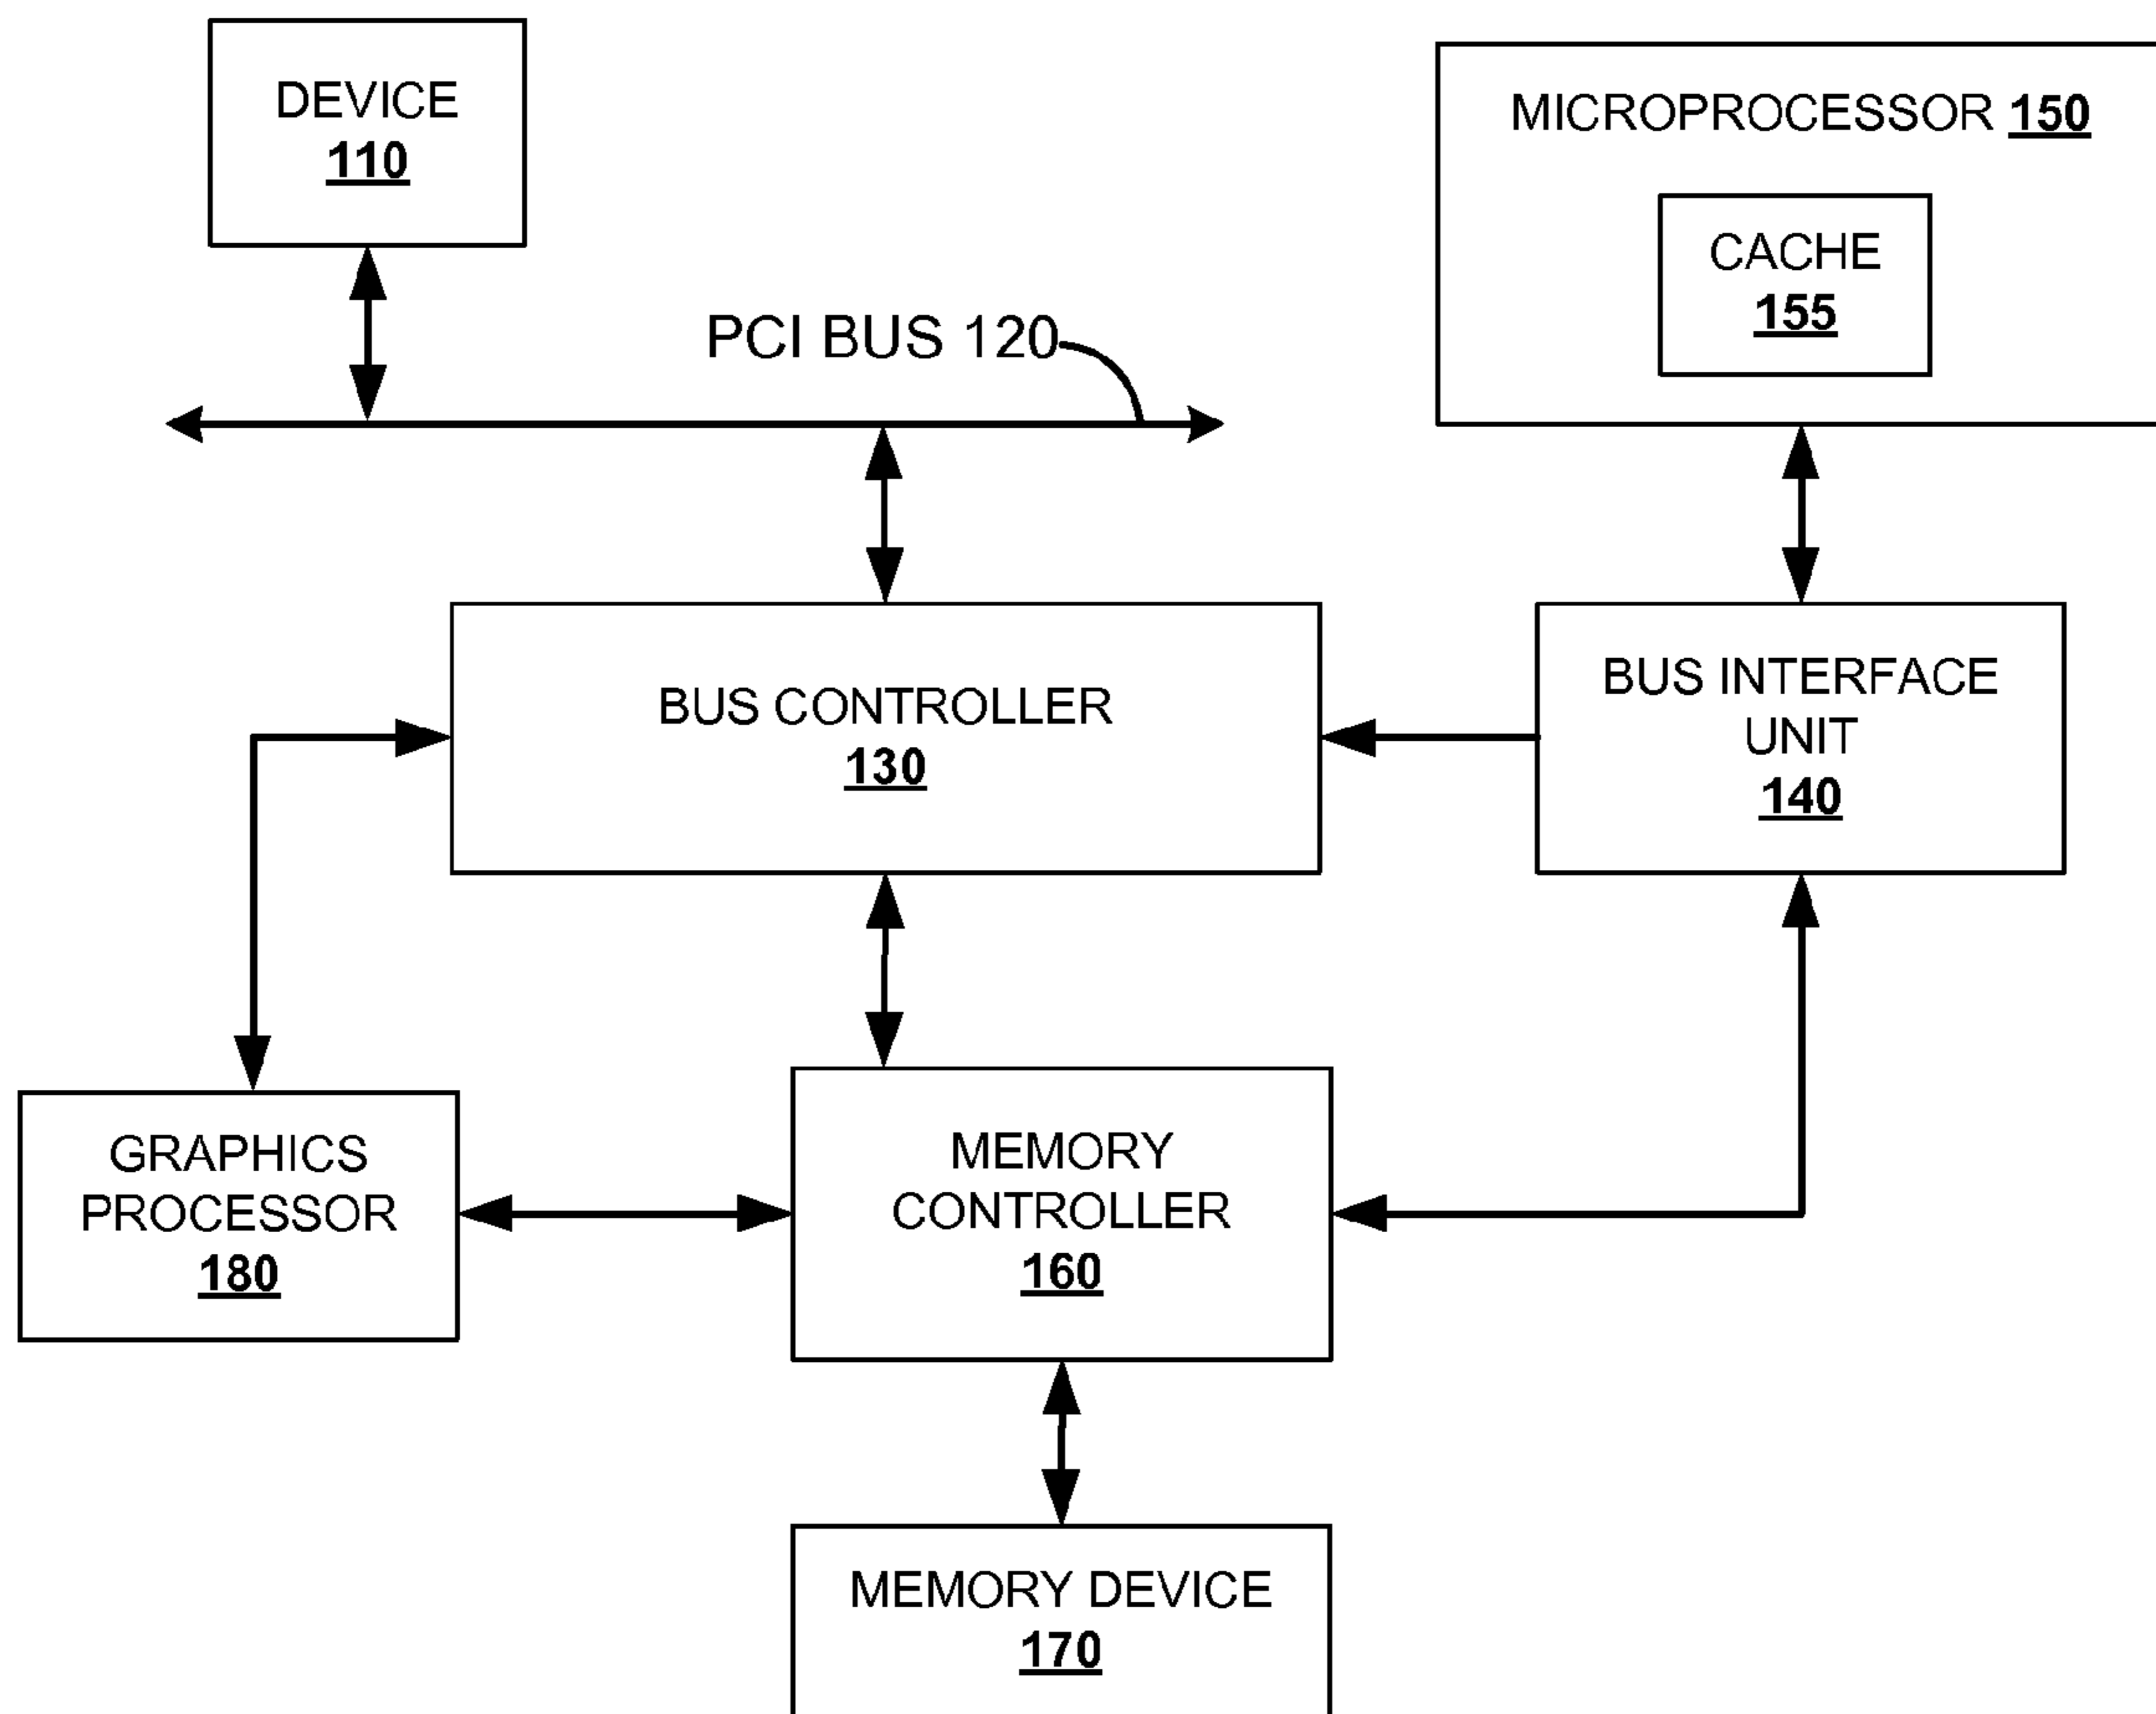 DEVICE
110
MICROPROCESSOR 150
CACHE
155
PCI BUS 120
BUS CONTROLLER
130
BUS INTERFACE
UNIT
140
GRAPHICS
PROCESSOR
180
MEMORY
CONTROLLER
160
MEMORY DEVICE
170